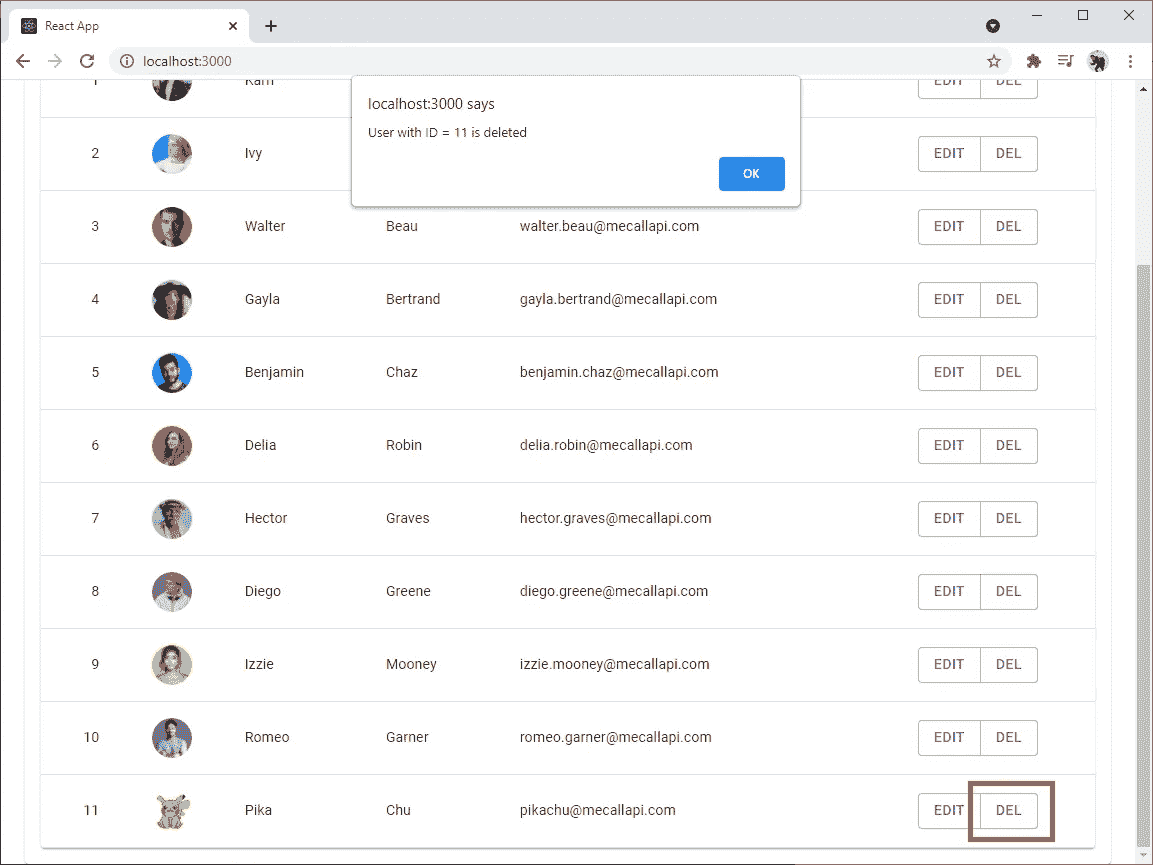 React App
localhost:3000
localhost:3000 says
User with ID = 11 is deleted
OK
1 Karn EDIT DEL
2 Ivy EDIT DEL
3 Walter Beau walter.beau@mecallapi.com EDIT DEL
4 Gayla Bertrand gayla.bertrand@mecallapi.com EDIT DEL
5 Benjamin Chaz benjamin.chaz@mecallapi.com EDIT DEL
6 Delia Robin delia.robin@mecallapi.com EDIT DEL
7 Hector Graves hector.graves@mecallapi.com EDIT DEL
8 Diego Greene diego.greene@mecallapi.com EDIT DEL
9 Izzie Mooney izzie.mooney@mecallapi.com EDIT DEL
10 Romeo Garner romeo.garner@mecallapi.com EDIT DEL
11 Pika Chu pikachu@mecallapi.com EDIT DEL